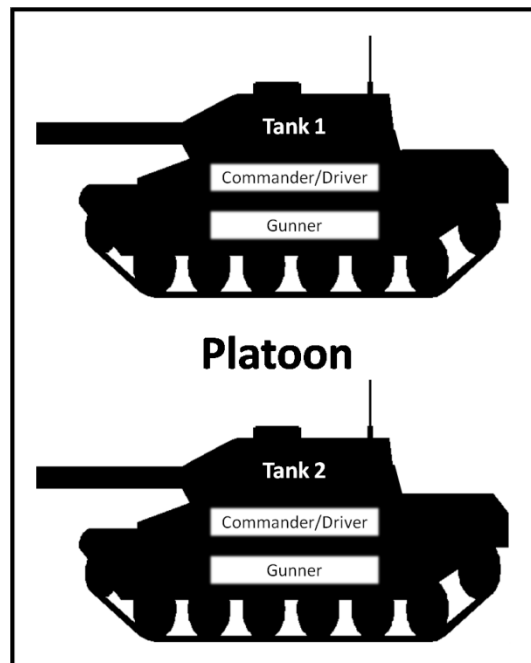 Tank 1
Commander/Driver
Gunner
Platoon
Tank 2
Commander/Driver
Gunner